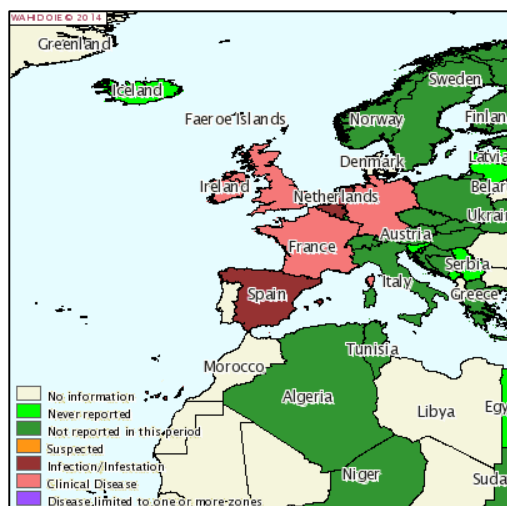 WAHID OIE © 2014
Greenland
Iceland
Sweden
Faeroe Islands
Norway
Finlan
Denmark
Latvia
Ireland
Netherlands
Belar
Ukrain
Austria
France
Serbia
Spain
Italy
Greece
Tunisia
Morocco
Algeria
Libya
Egy
Niger
Suda
No information
Never reported
Not reported in this period
Suspected
Infection/Infestation
Clinical Disease
Disease limited to one or more zones